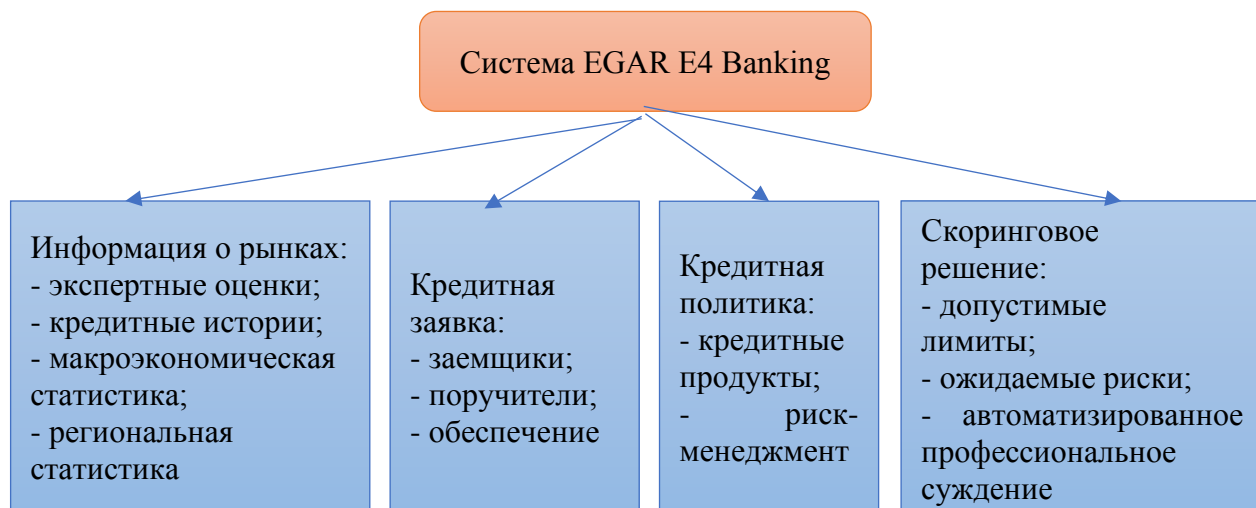 Система EGAR E4 Banking
Информация о рынках:
- экспертные оценки;
- кредитные истории;
- макроэкономическая
статистика;
- региональная
статистика
Кредитная
заявка:
- заемщики;
- поручители;
- обеспечение
Кредитная
политика:
- кредитные
продукты;
- риск-
менеджмент
Скоринговое
решение:
- допустимые
лимиты;
- ожидаемые риски;
- автоматизированное
профессиональное
суждение